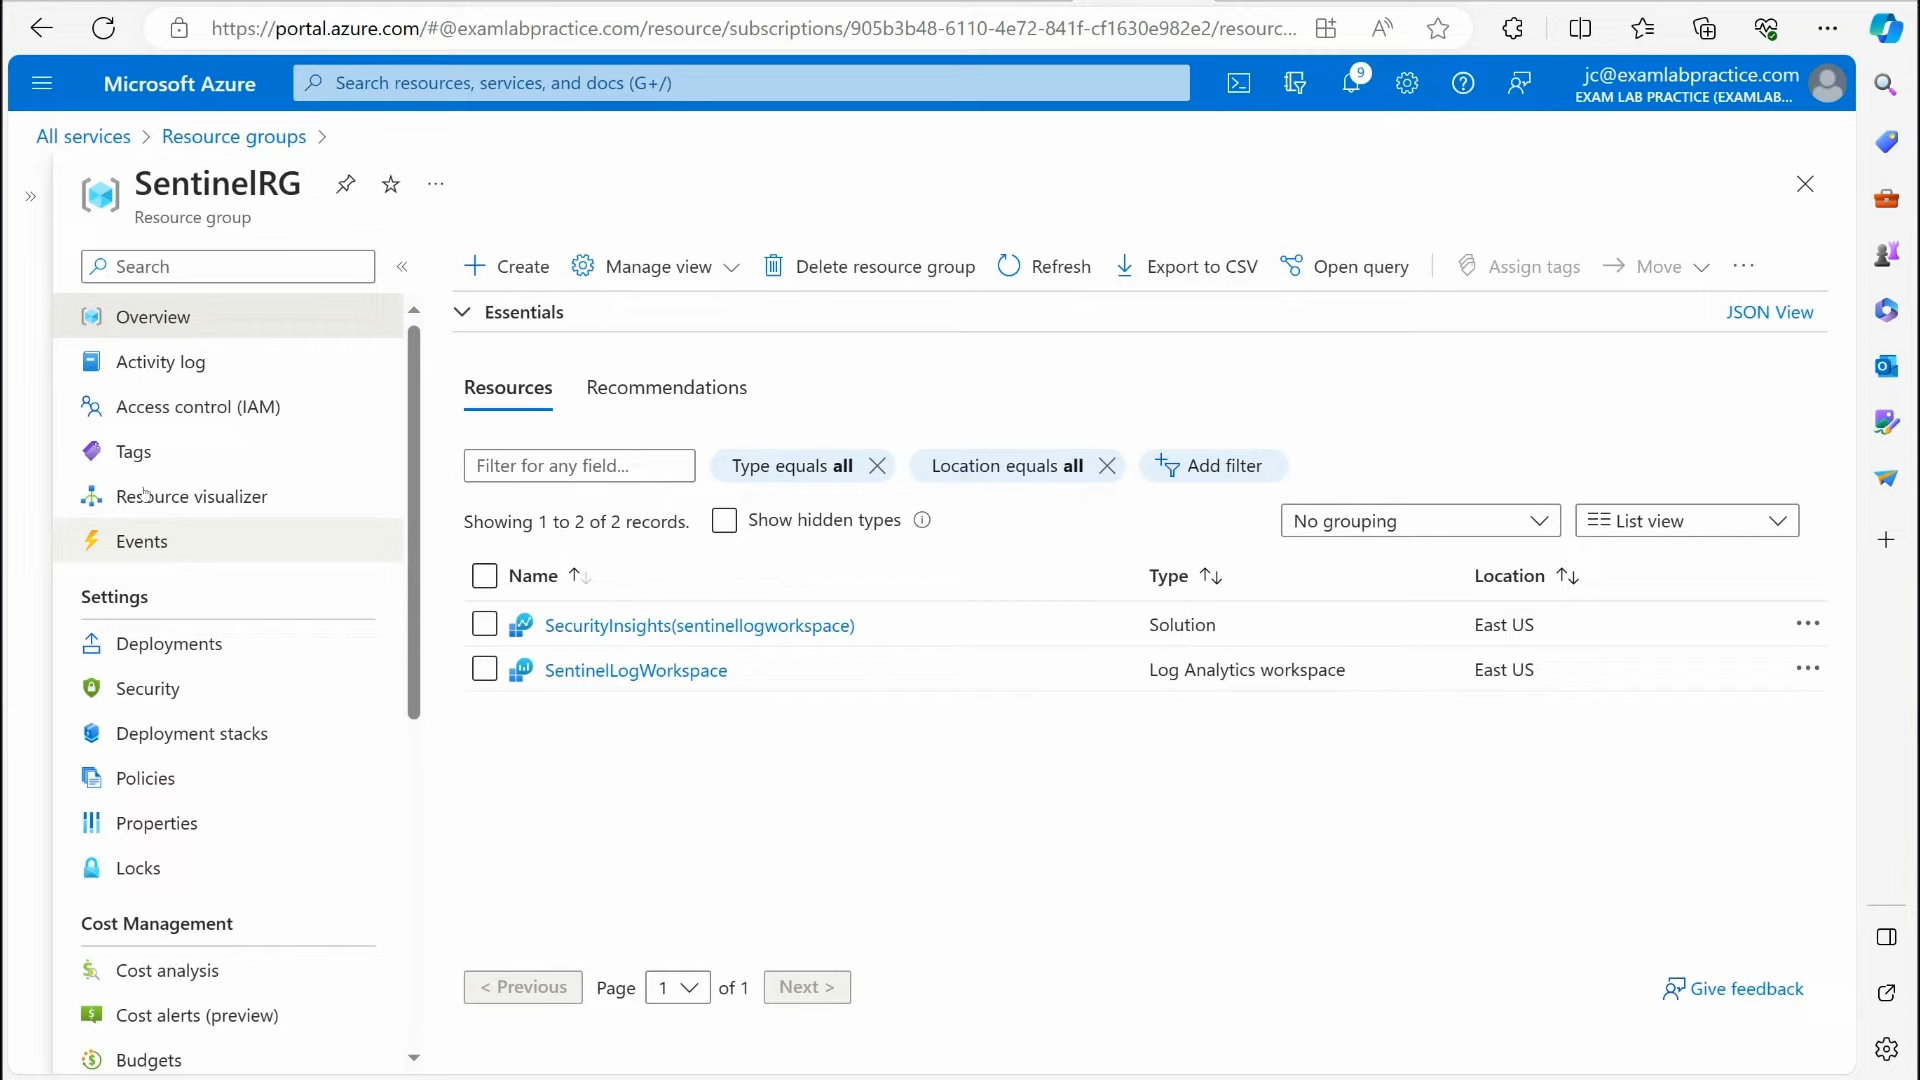 https://portal.azure.com/#@examlabpractice.com/resource/subscriptions/905b3b48-6110-4e72-841f-cf1630e982e2/resourc...
Microsoft Azure
Search resources, services, and docs (G+/)
9
jc@examlabpractice.com
EXAM LAB PRACTICE (EXAMLAB...
All services > Resource groups >
SentinelRG
Resource group
Search
Overview
Activity log
Access control (IAM)
Tags
Resource visualizer
Events
Settings
Deployments
Security
Deployment stacks
Policies
Properties
Locks
Cost Management
Cost analysis
Cost alerts (preview)
Budgets
Create
Manage view
Delete resource group
Refresh
Export to CSV
Open query
Assign tags
Move
Essentials
JSON View
Resources
Recommendations
Filter for any field...
Type equals all
Location equals all
Add filter
Showing 1 to 2 of 2 records.
Show hidden types
No grouping
List view
Name
Type
Location
SecurityInsights(sentinellogworkspace)
Solution
East US
SentinelLogWorkspace
Log Analytics workspace
East US
< Previous
Page 1 of 1
Next >
Give feedback